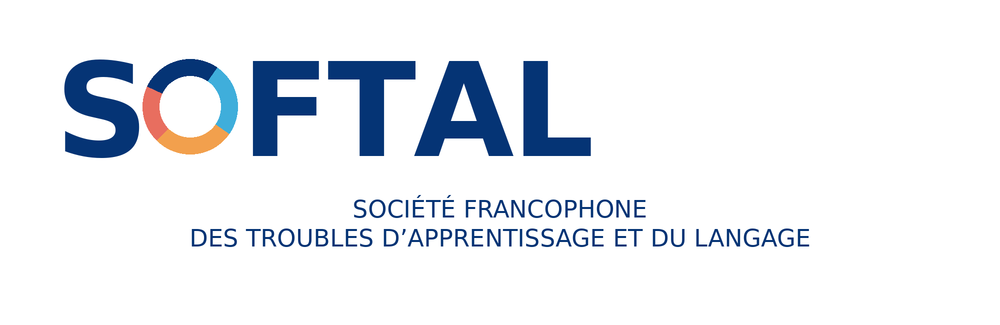 SOFTAL
SOCIÉTÉ FRANCOPHONE
DES TROUBLES D’APPRENTISSAGE ET DU LANGAGE